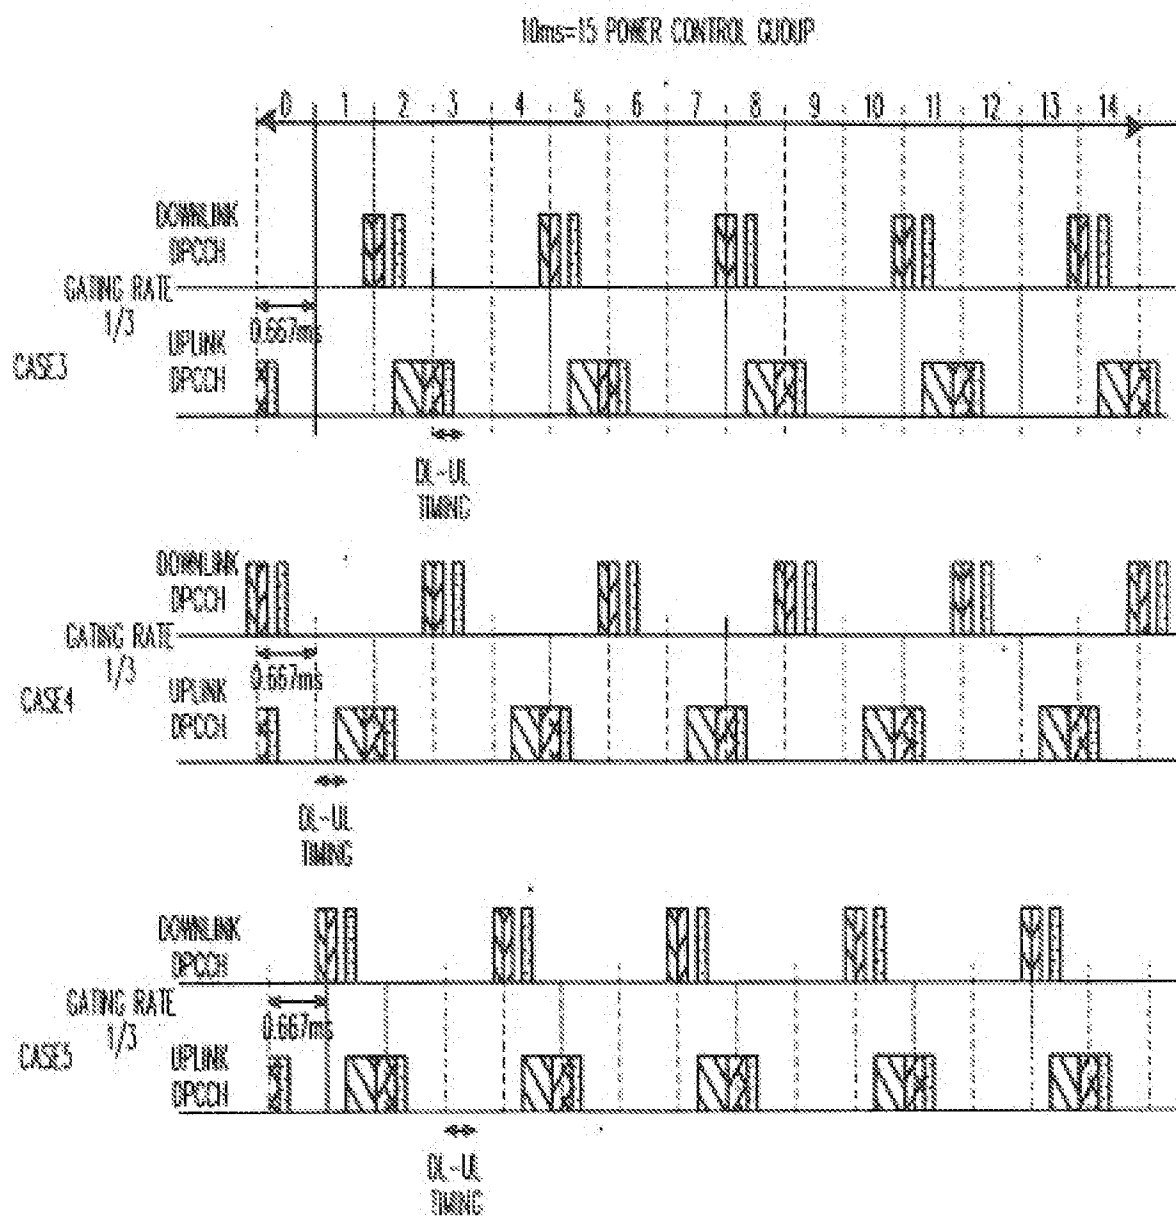 10ms=15 POWER CONTROL GUOUP
0 1 2 3 4 5 6 7 8 9 10 11 12 13 14
DOWNLINK
DPCCH
GATING RATE
1/3
0.667ms
CASE3
UPLINK
DPCCH
DL-UL
TIMING
DOWNLINK
DPCCH
GATING RATE
1/3
0.667ms
CASE4
UPLINK
DPCCH
DL-UL
TIMING
DOWNLINK
DPCCH
GATING RATE
1/3
0.667ms
CASE5
UPLINK
DPCCH
DL-UL
TIMING